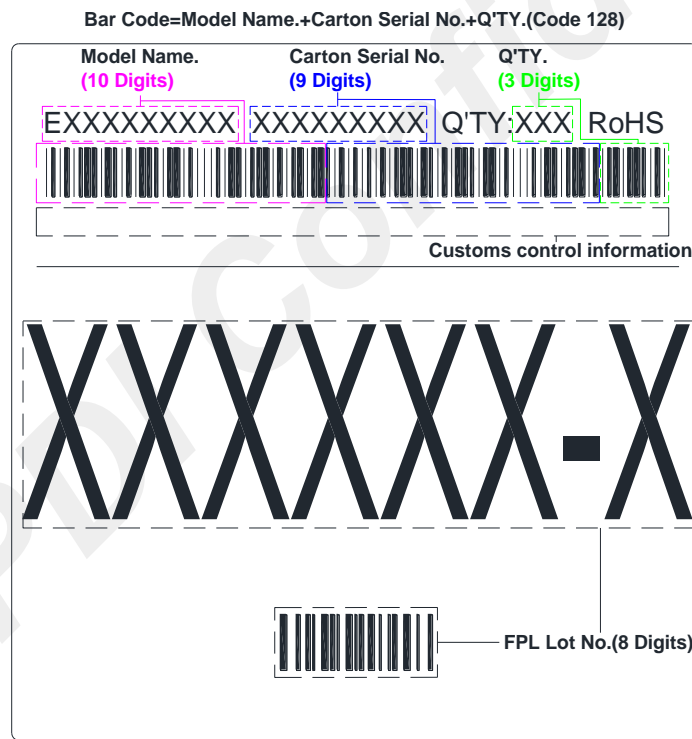 Bar Code=Model Name.+Carton Serial No.+Q'TY.(Code 128)
Model Name. Carton Serial No. Q'TY.
(10 Digits) (9 Digits) (3 Digits)
EXXXXXXXXX XXXXXXXXX Q'TY:XXX RoHS
Customs control information
XXXXXX-X
FPL Lot No.(8 Digits)